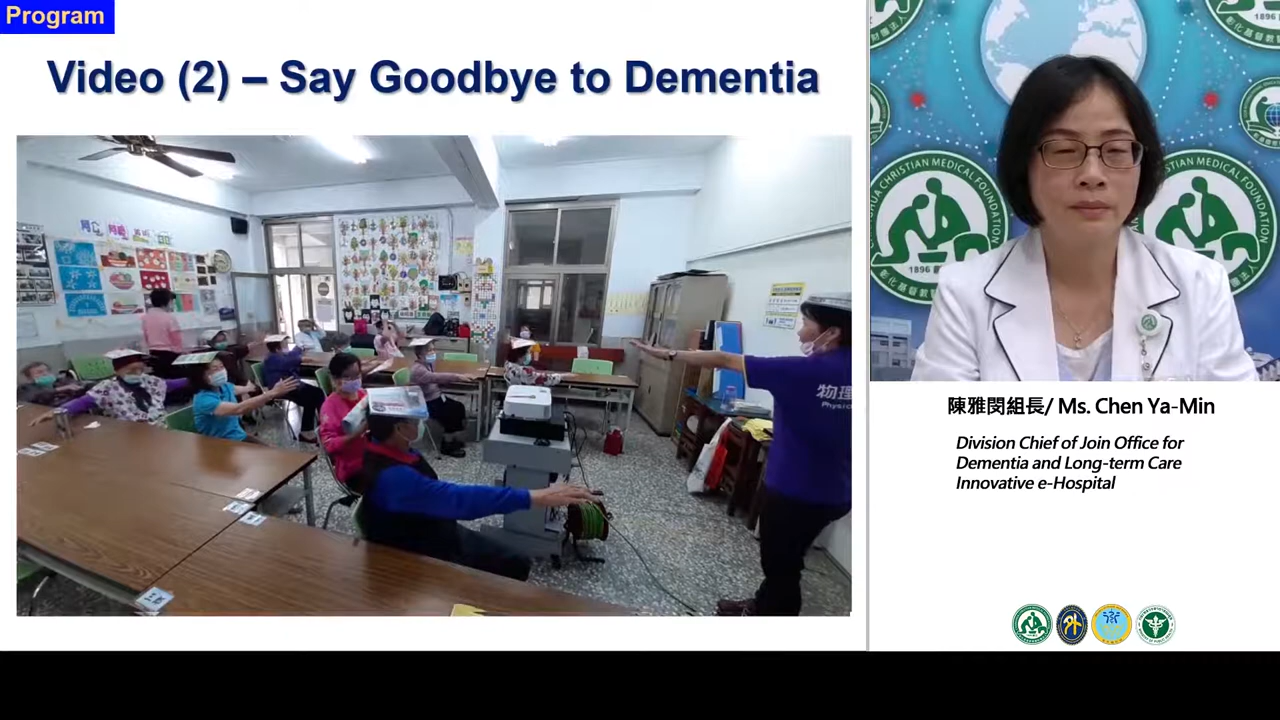 Program
Video (2) – Say Goodbye to Dementia
物理
Physio
CHRISTIAN MEDICAL FOUNDATION
1896
陳雅閔組長/ Ms. Chen Ya-Min
Division Chief of Join Office for
Dementia and Long-term Care
Innovative e-Hospital